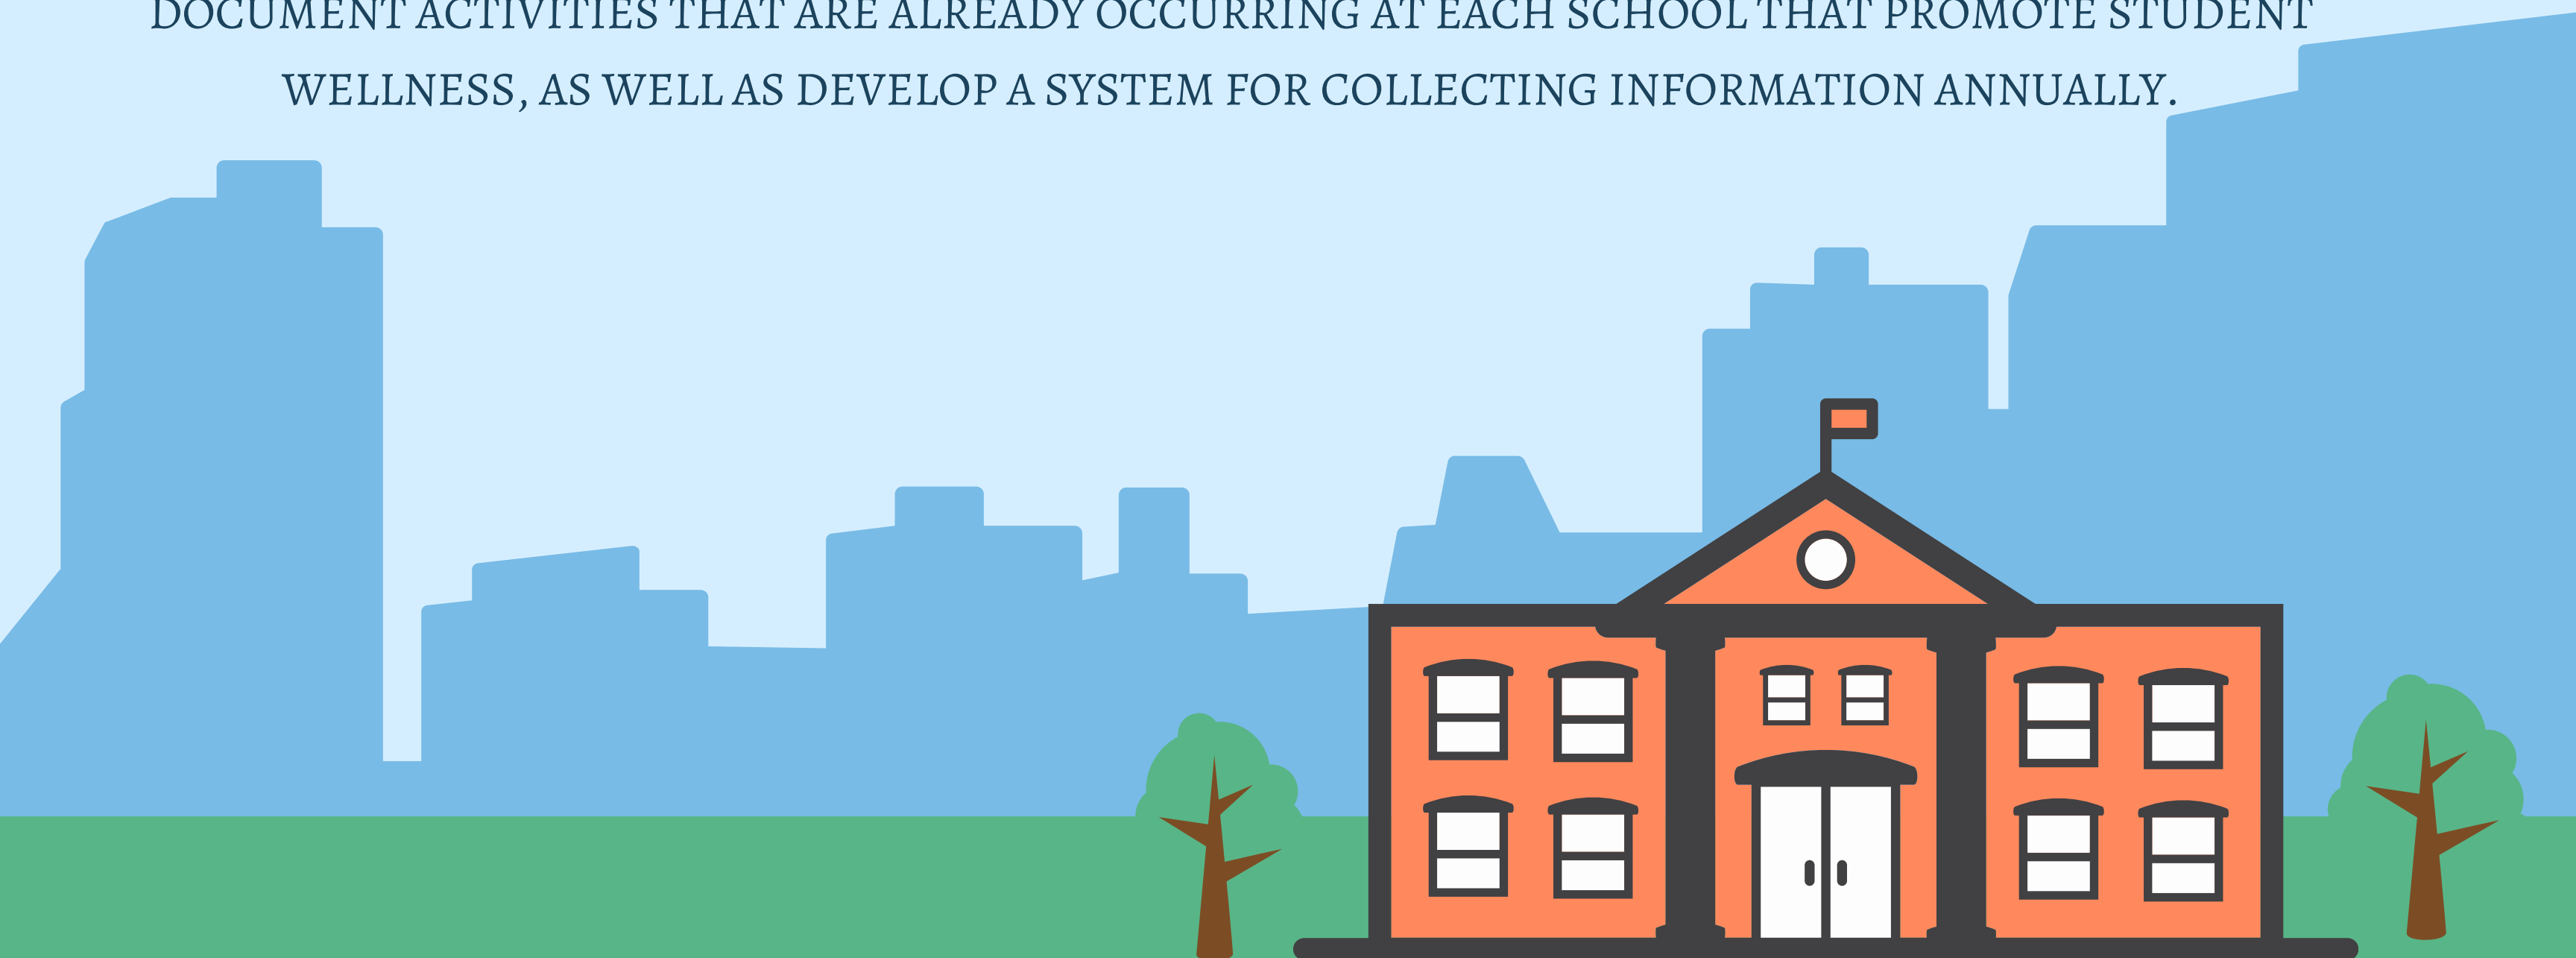 DOCUMENT ACTIVITIES THAT ARE ALREADY OCCURRING AT EACH SCHOOL THAT PROMOTE STUDENT
WELLNESS, AS WELL AS DEVELOP A SYSTEM FOR COLLECTING INFORMATION ANNUALLY.